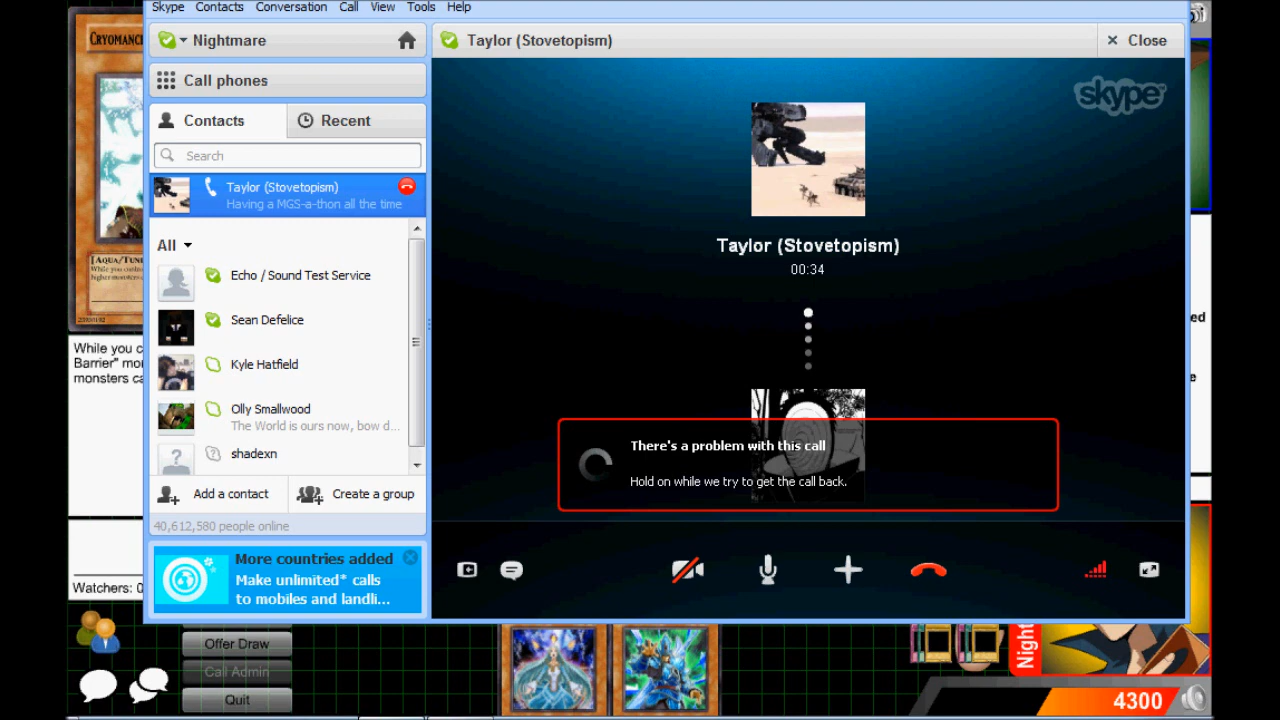 Skype Contacts Conversation Call View Tools Help
Nightmare
Call phones
Contacts
Recent
Search
Taylor (Stovetopism)
Having a MGS-a-thon all the time
All
Echo / Sound Test Service
Sean Defelice
Kyle Hatfield
Olly Smallwood
The World is ours now, bow d...
shadexn
Add a contact
Create a group
40,612,580 people online
More countries added
Make unlimited* calls
to mobiles and landli...
Taylor (Stovetopism)
Close
skype
Taylor (Stovetopism)
00:34
There's a problem with this call
Hold on while we try to get the call back.
CRYOMANC
[AQUA/TUN
While you c
Barrier" mo
monsters ca
Watchers: 0
ed
e
Offer Draw
Call Admin
Quit
Night
4300